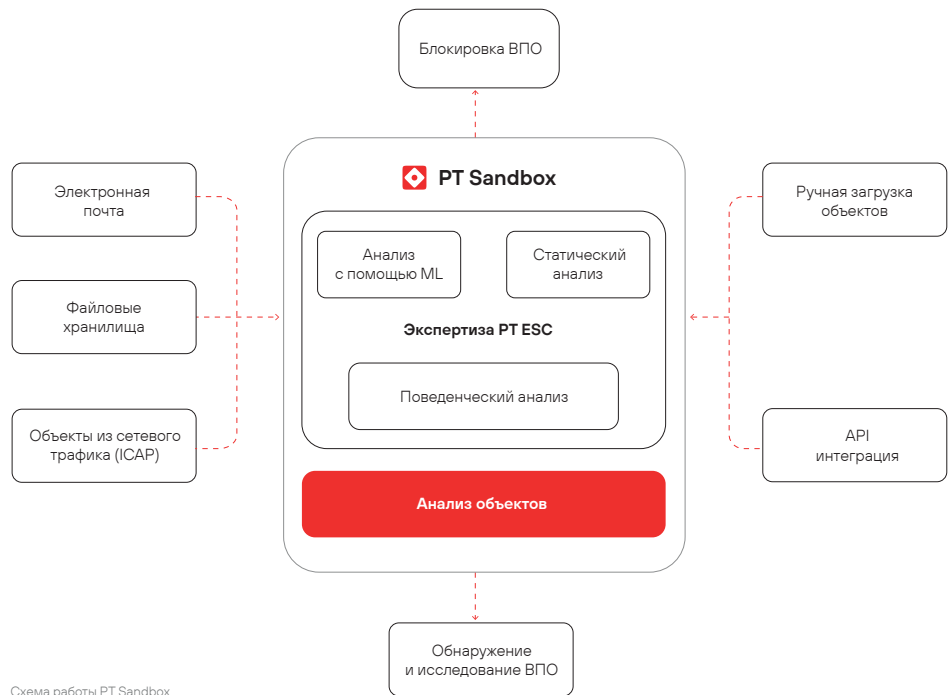 Блокировка ВПО
PT Sandbox
Электронная
почта
Файловые
хранилища
Объекты из сетевого
трафика (ICAP)
Анализ
с помощью ML
Статический
анализ
Экспертиза PT ESC
Поведенческий анализ
Анализ объектов
Ручная загрузка
объектов
API
интеграция
Обнаружение
и исследование ВПО
Схема работы PT Sandbox